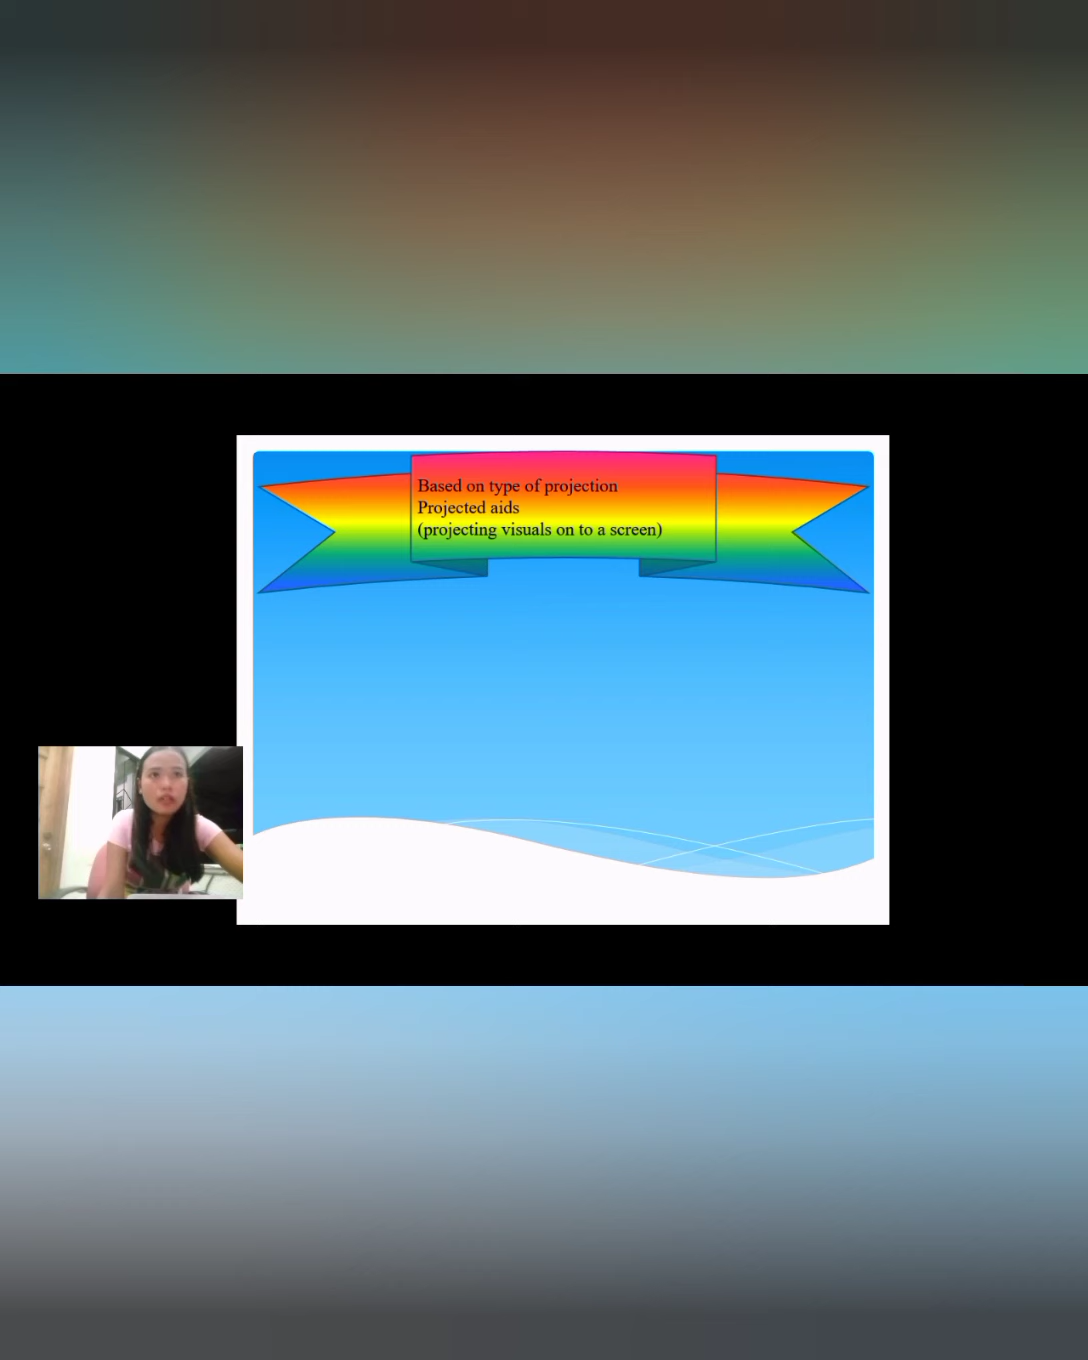 Based on type of projection
Projected aids
(projecting visuals on to a screen)